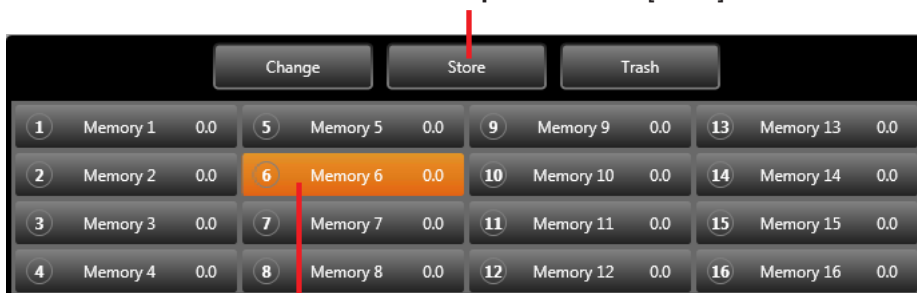 Change Store Trash
1 Memory 1 0.0 5 Memory 5 0.0 9 Memory 9 0.0 13 Memory 13 0.0
2 Memory 2 0.0 6 Memory 6 0.0 10 Memory 10 0.0 14 Memory 14 0.0
3 Memory 3 0.0 7 Memory 7 0.0 11 Memory 11 0.0 15 Memory 15 0.0
4 Memory 4 0.0 8 Memory 8 0.0 12 Memory 12 0.0 16 Memory 16 0.0